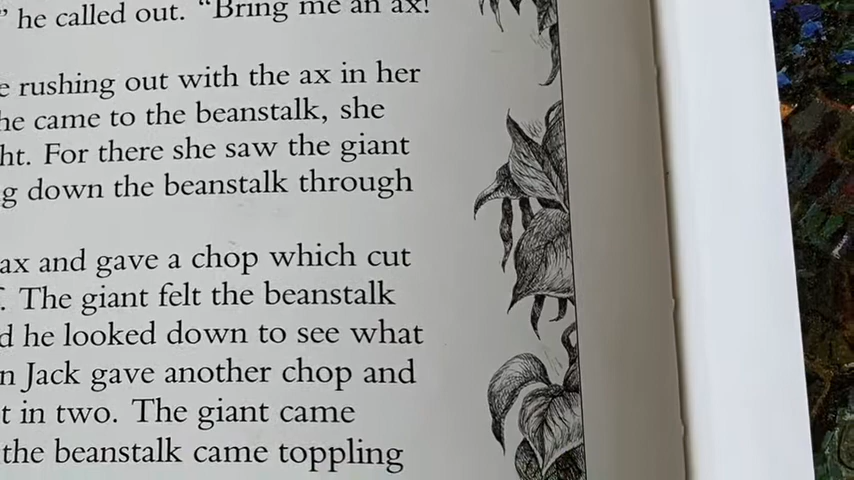 ” he called out. “Bring me an ax!
e rushing out with the ax in her
he came to the beanstalk, she
ht. For there she saw the giant
g down the beanstalk through
ax and gave a chop which cut
f. The giant felt the beanstalk
d he looked down to see what
n Jack gave another chop and
t in two. The giant came
the beanstalk came toppling